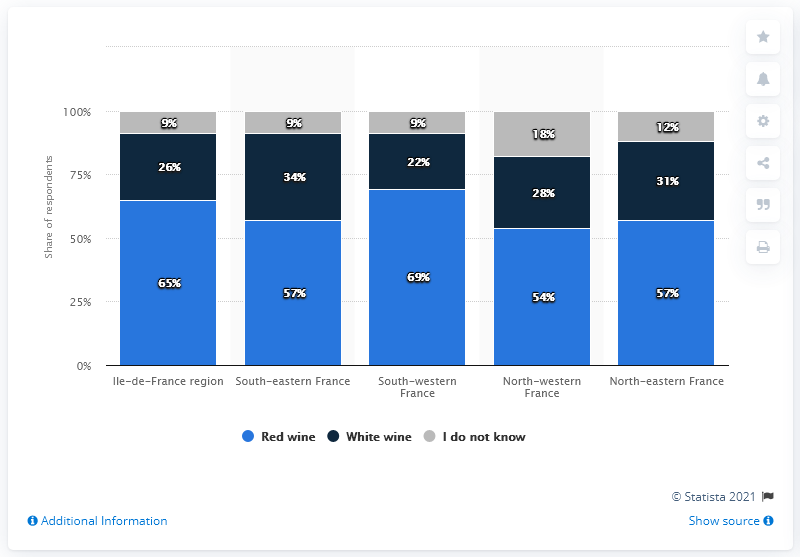 Share of respondents
100%
75%
50%
25%
0%
9%
9%
9%
18%
12%
26%
34%
22%
28%
31%
65%
57%
69%
54%
57%
Ile-de-France region
South-eastern France
South-western
France
North-western
France
North-eastern France
Red wine
White wine
I do not know
© Statista 2021
Additional Information
Show source